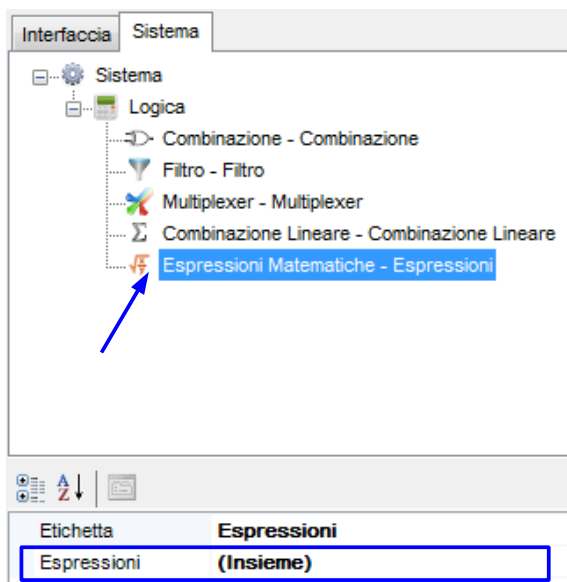 Interfaccia Sistema
Sistema
Logica
Combinazione - Combinazione
Filtro - Filtro
Multiplexer - Multiplexer
Σ Combinazione Lineare - Combinazione Lineare
Espressioni Matematiche - Espressioni
A Z
Etichetta Espressioni
Espressioni (Insieme)